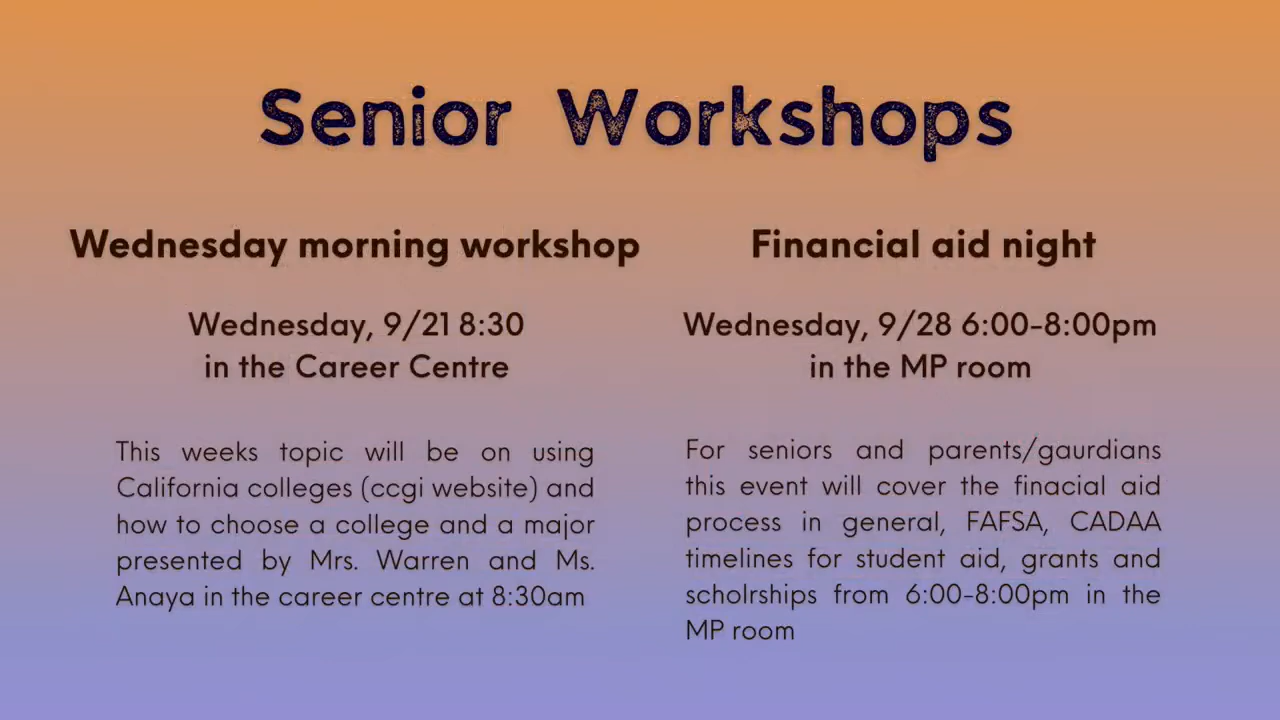 Senior Workshops
Wednesday morning workshop
Wednesday, 9/21 8:30
in the Career Centre
This weeks topic will be on using
California colleges (ccgi website) and
how to choose a college and a major
presented by Mrs. Warren and Ms.
Anaya in the career centre at 8:30am
Financial aid night
Wednesday, 9/28 6:00-8:00pm
in the MP room
For seniors and parents/gaurdians
this event will cover the finacial aid
process in general, FAFSA, CADAA
timelines for student aid, grants and
scholrships from 6:00-8:00pm in the
MP room